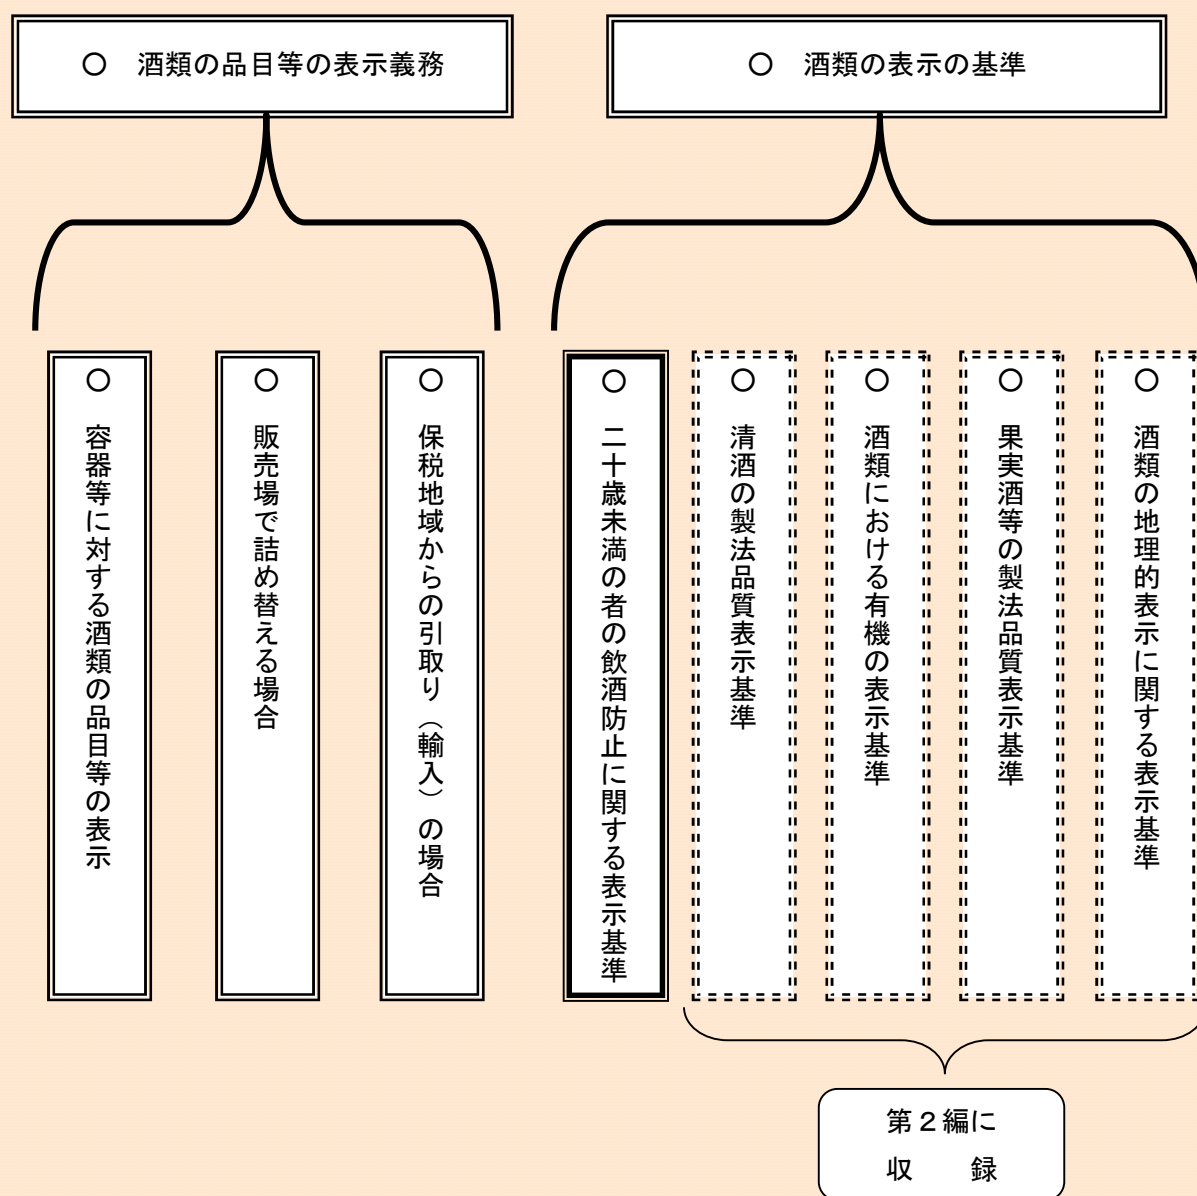 ○　酒類の品目等の表示義務
○　酒類の表示の基準
○　容器等に対する酒類の品目等の表示
○　販売場で詰め替える場合
○　保税地域からの引取り（輸入）の場合
○　二十歳未満の者の飲酒防止に関する表示基準
○　清酒の製法品質表示基準
○　酒類における有機の表示基準
○　果実酒等の製法品質表示基準
○　酒類の地理的表示に関する表示基準
第２編に
収　　録